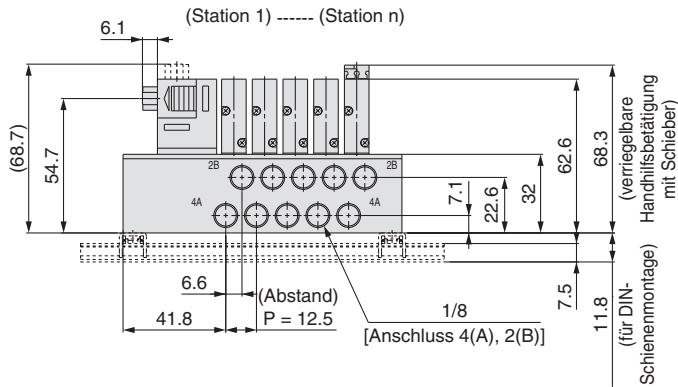 (Station 1) ------ (Station n)
6.1
(68.7)
54.7
2B
2B
4A
4A
7.1
22.6
32
62.6
68.3
(verriegelbare
Handhilfsbetätigung
mit Schieber)
6.6
(Abstand)
41.8
P = 12.5
1/8
[Anschluss 4(A), 2(B)]
7.5
11.8
(für DIN-
Schienenmontage)